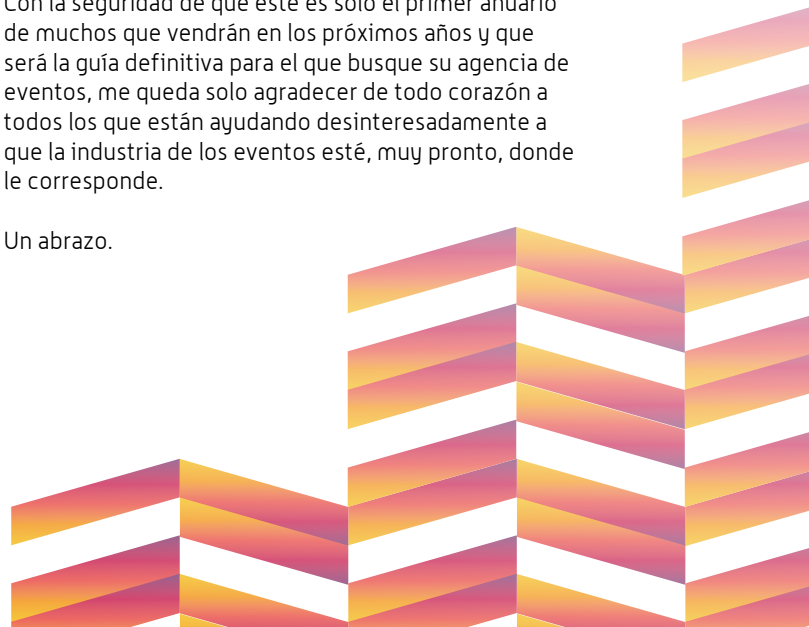 Con la seguridad de que este es solo el primer anuario
de muchos que vendrán en los próximos años y que
será la guía definitiva para el que busque su agencia de
eventos, me queda solo agradecer de todo corazón a
todos los que están ayudando desinteresadamente a
que la industria de los eventos esté, muy pronto, donde
le corresponde.
Un abrazo.